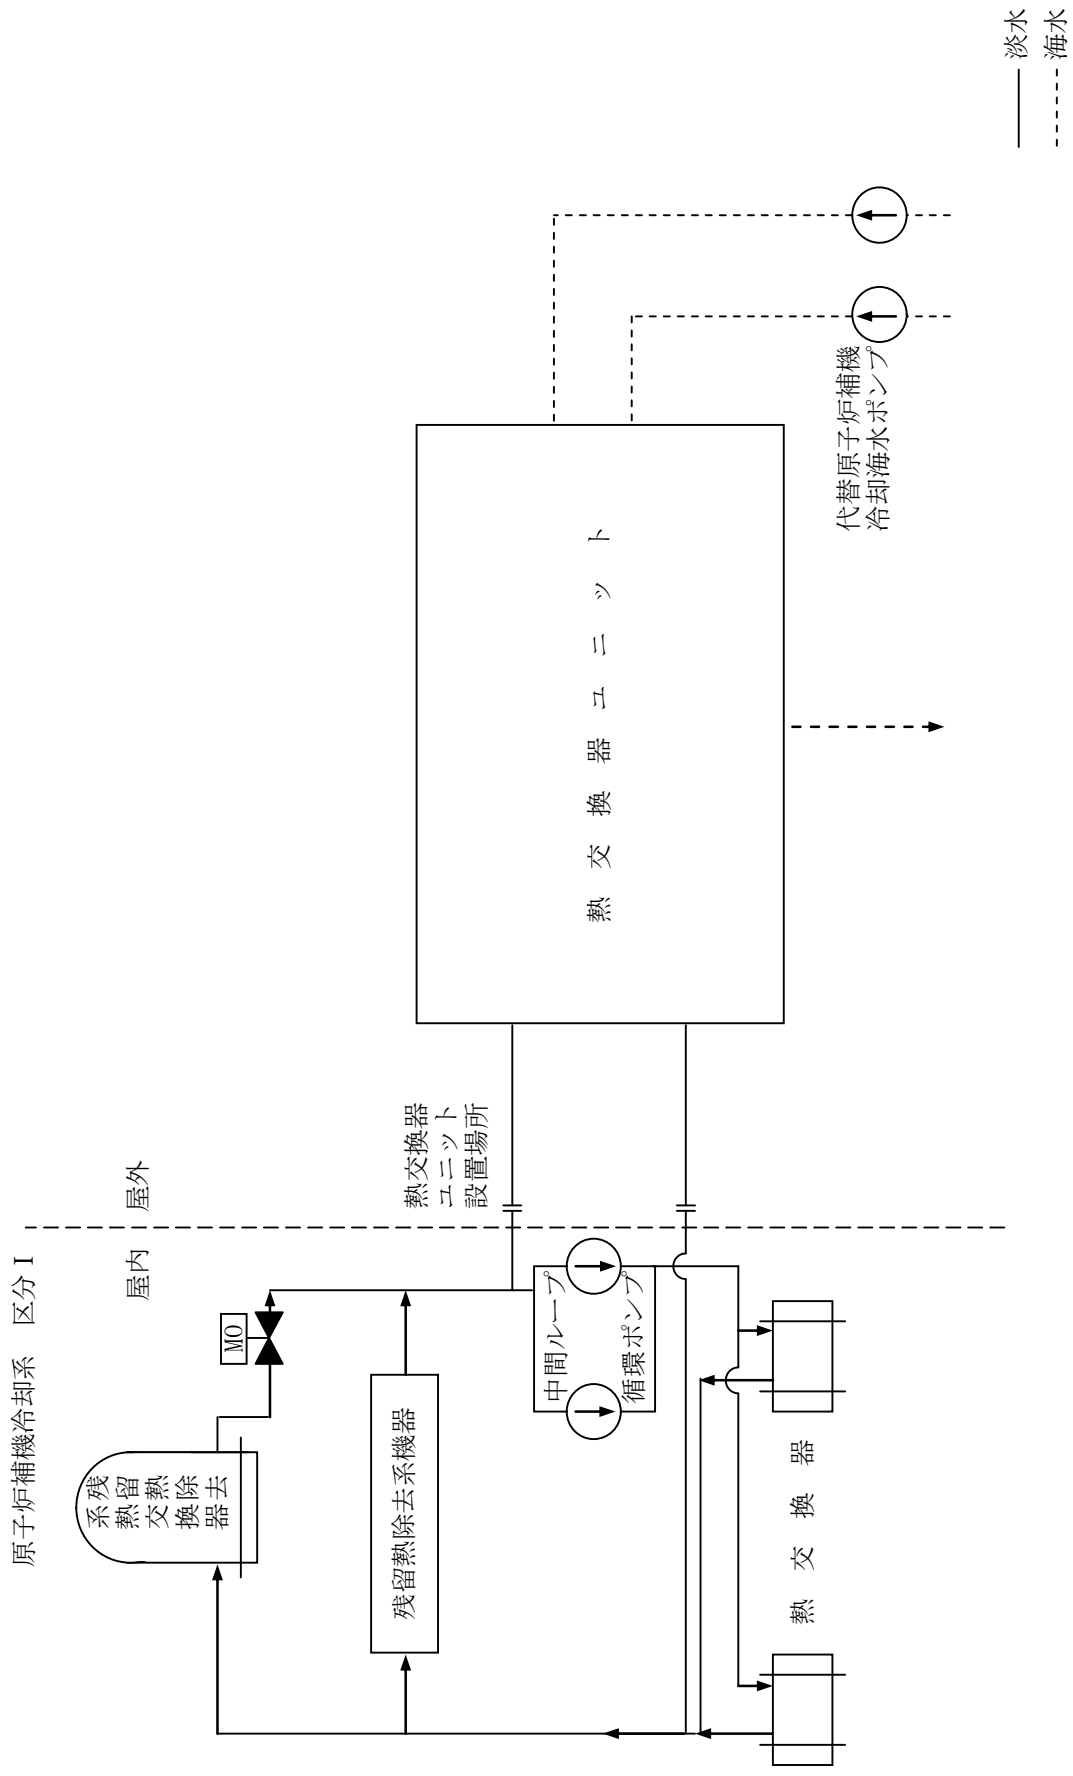 原子炉補機冷却系　区分Ⅰ
屋内
屋外
残留熱除去
系熱交換器
MO
残留熱除去系機器
中間ループ
循環ポンプ
熱交換器
熱交換器
ユニット
設置場所
熱交換器ユニット
代替原子炉補機
冷却海水ポンプ
淡水
海水